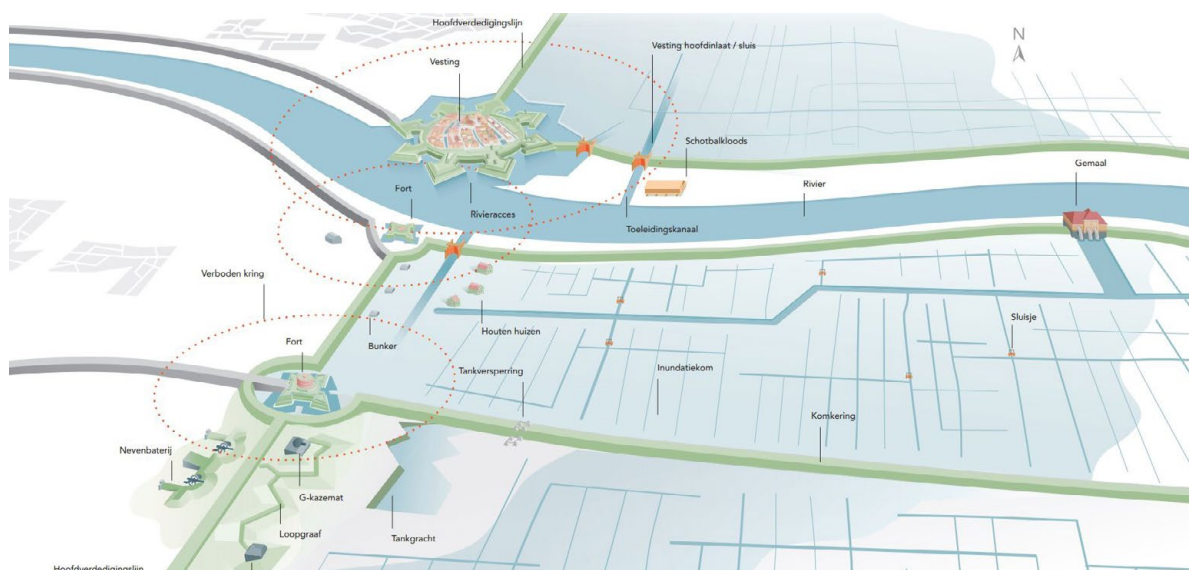 Hoofdverdedigingslijn
N
Vesting hoofdinlaat / sluis
Vesting
Schotbalkloods
Gemaal
Fort
Rivier
Rivieracces
Toeleidingskanaal
Verboden kring
Sluisje
Houten huizen
Fort
Bunker
Tankversperring
Inundatiekom
Komkering
Nevenbaterij
G-kazemat
Loopgraaf
Tankgracht
Hoofdverdedigingslijn